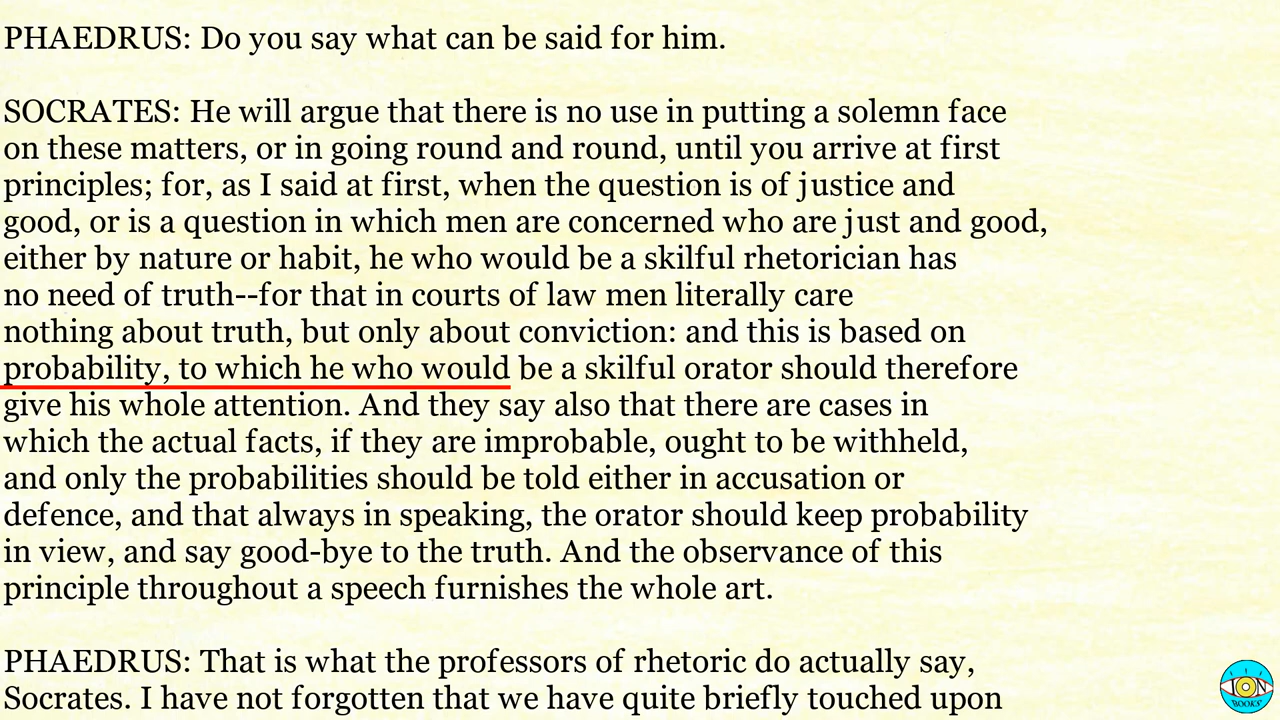 PHAEDRUS: Do you say what can be said for him.
SOCRATES: He will argue that there is no use in putting a solemn face
on these matters, or in going round and round, until you arrive at first
principles; for, as I said at first, when the question is of justice and
good, or is a question in which men are concerned who are just and good,
either by nature or habit, he who would be a skilful rhetorician has
no need of truth--for that in courts of law men literally care
nothing about truth, but only about conviction: and this is based on
probability, to which he who would be a skilful orator should therefore
give his whole attention. And they say also that there are cases in
which the actual facts, if they are improbable, ought to be withheld,
and only the probabilities should be told either in accusation or
defence, and that always in speaking, the orator should keep probability
in view, and say good-bye to the truth. And the observance of this
principle throughout a speech furnishes the whole art.
PHAEDRUS: That is what the professors of rhetoric do actually say,
Socrates. I have not forgotten that we have quite briefly touched upon
ION
BOOKS